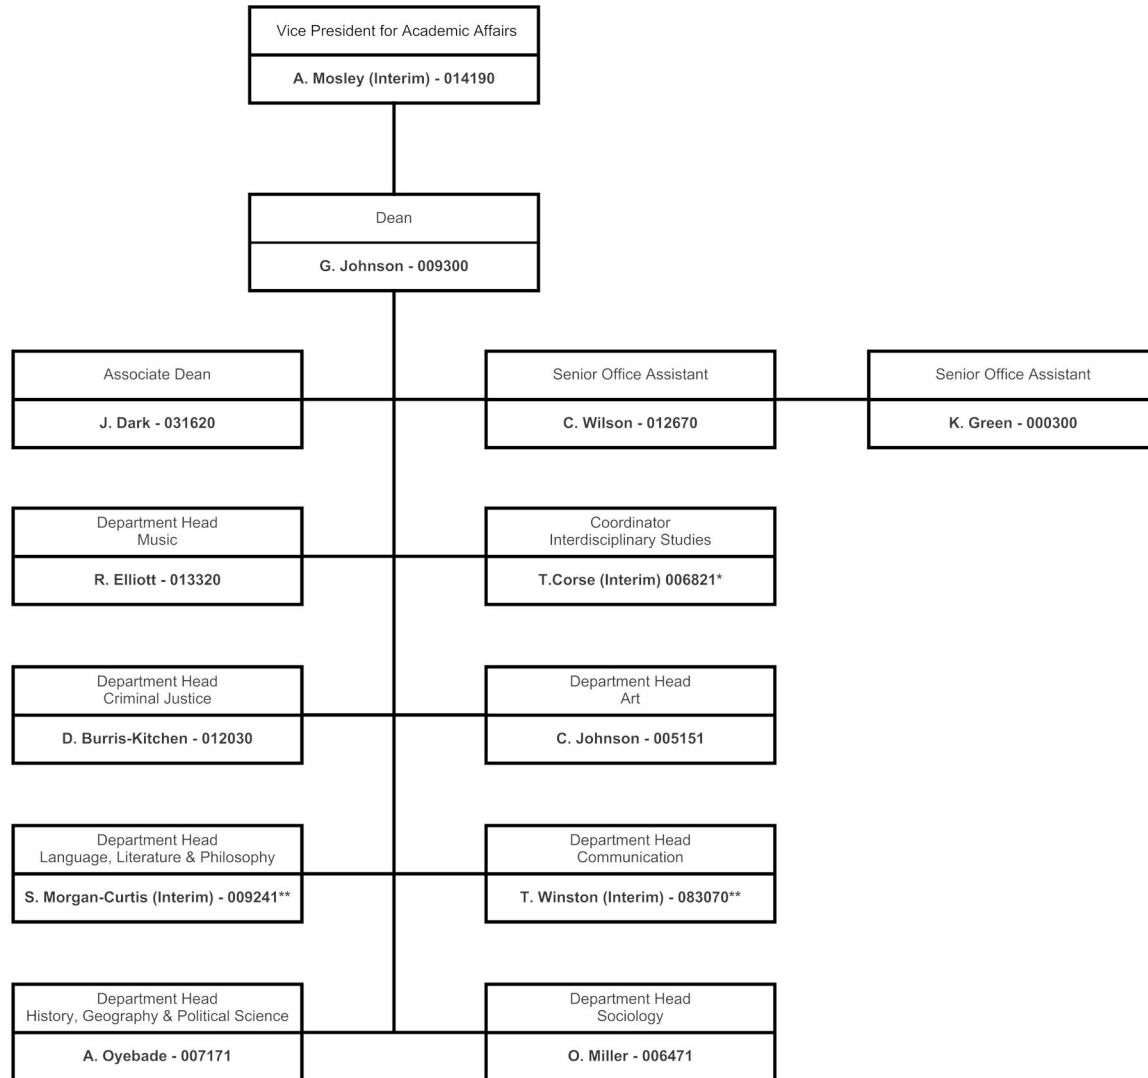 Vice President for Academic Affairs
A. Mosley (Interim) - 014190
Dean
G. Johnson - 009300
Associate Dean
J. Dark - 031620
Senior Office Assistant
C. Wilson - 012670
Senior Office Assistant
K. Green - 000300
Department Head
Music
R. Elliott - 013320
Coordinator
Interdisciplinary Studies
T.Corse (Interim) 006821*
Department Head
Criminal Justice
D. Burris-Kitchen - 012030
Department Head
Art
C. Johnson - 005151
Department Head
Language, Literature & Philosophy
S. Morgan-Curtis (Interim) - 009241**
Department Head
Communication
T. Winston (Interim) - 083070**
Department Head
History, Geography & Political Science
A. Oyebade - 007171
Department Head
Sociology
O. Miller - 006471